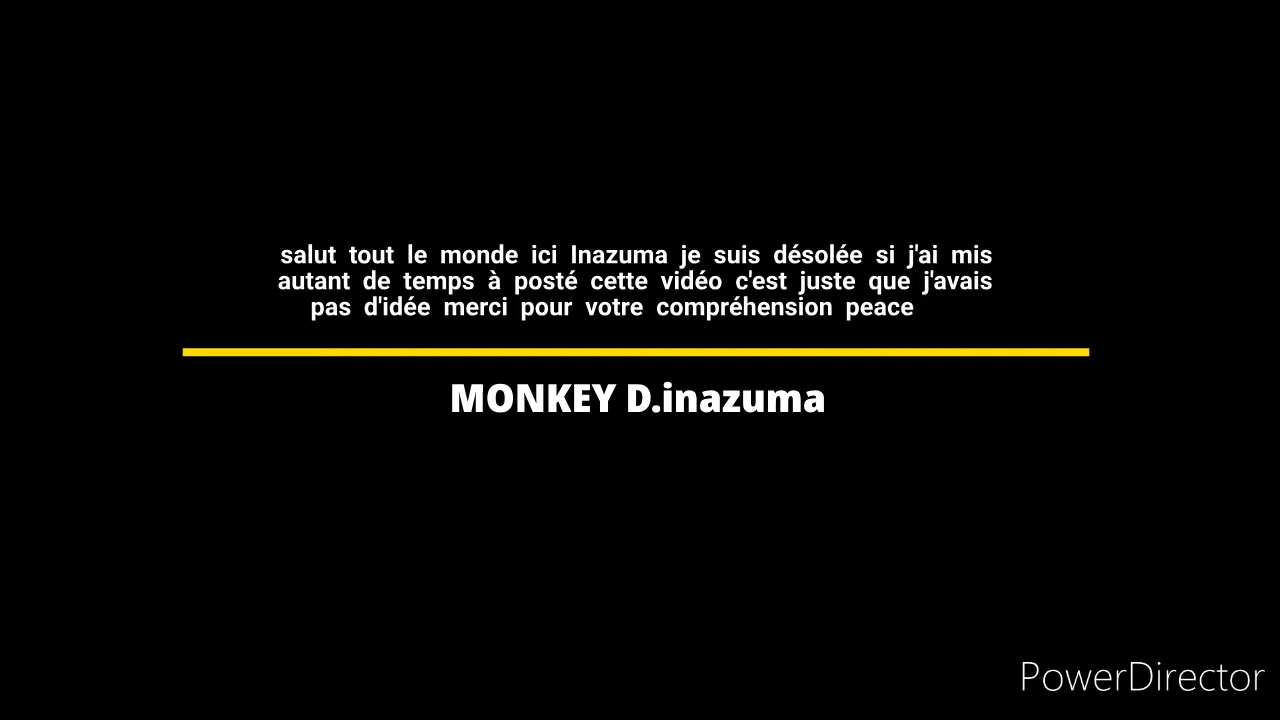 salut tout le monde ici Inazuma je suis désolée si j'ai mis
autant de temps à posté cette vidéo c'est juste que j'avais
pas d'idée merci pour votre compréhension peace
MONKEY D.inazuma
PowerDirector